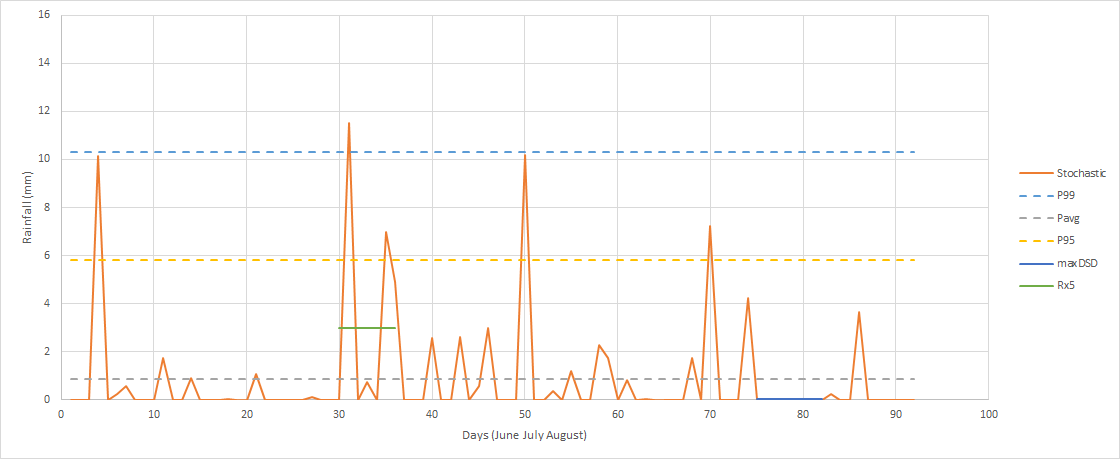 16
14
12
10
8
6
4
2
0
Rainfall (mm)
0 10 20 30 40 50 60 70 80 90 100
Days (June July August)
Stochastic
P99
Pavg
P95
maxDSD
Rx5